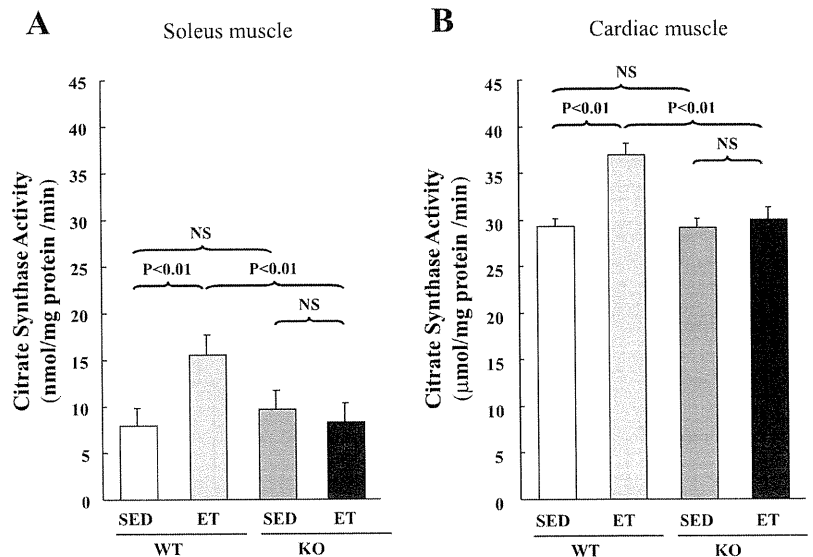 A
Soleus muscle
Citrate Synthase Activity
(nmol/mg protein /min)
45
40
35
30
25
20
15
10
5
0
NS
P<0.01
P<0.01
NS
SED
ET
SED
ET
WT
KO
B
Cardiac muscle
Citrate Synthase Activity
(µmol/mg protein /min)
45
40
35
30
25
20
15
10
5
0
NS
P<0.01
P<0.01
NS
SED
ET
SED
ET
WT
KO